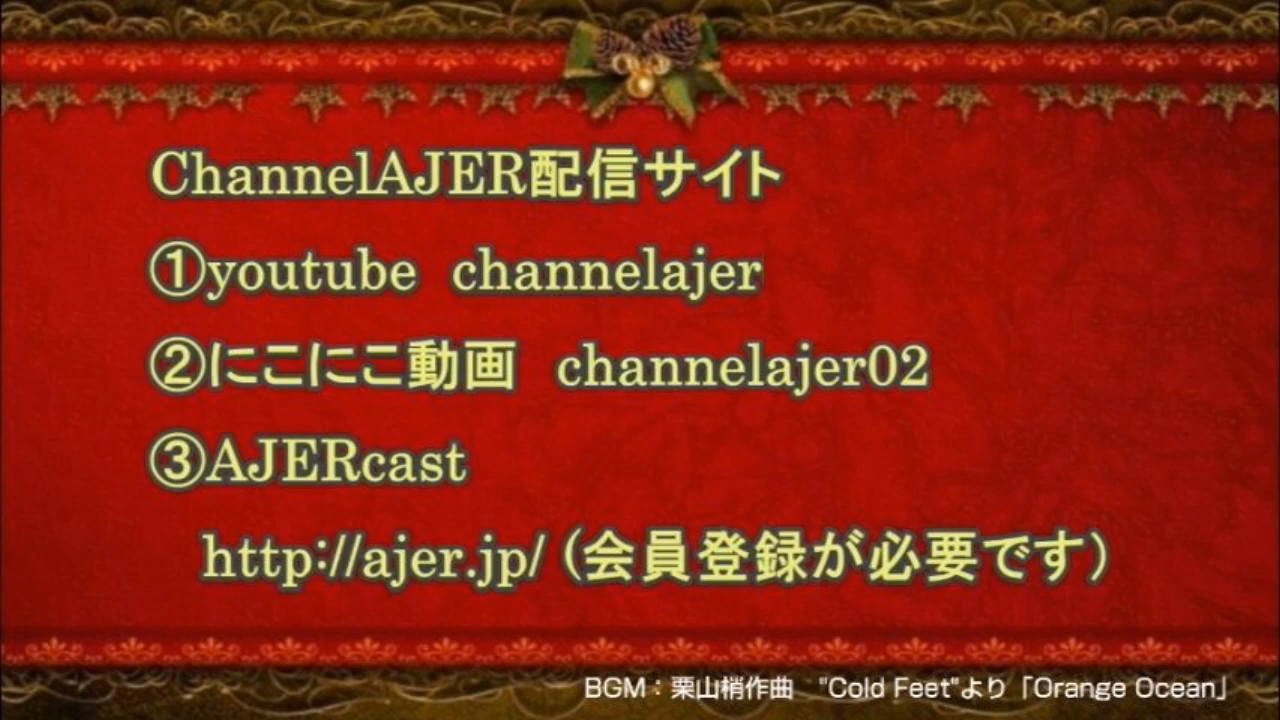 ChannelAJER配信サイト
①youtube channelajer
②にこにこ動画 channelajer02
③AJERcast
http://ajer.jp/ (会員登録が必要です)
BGM：栗山梢作曲 "Cold Feet"より「Orange Ocean」